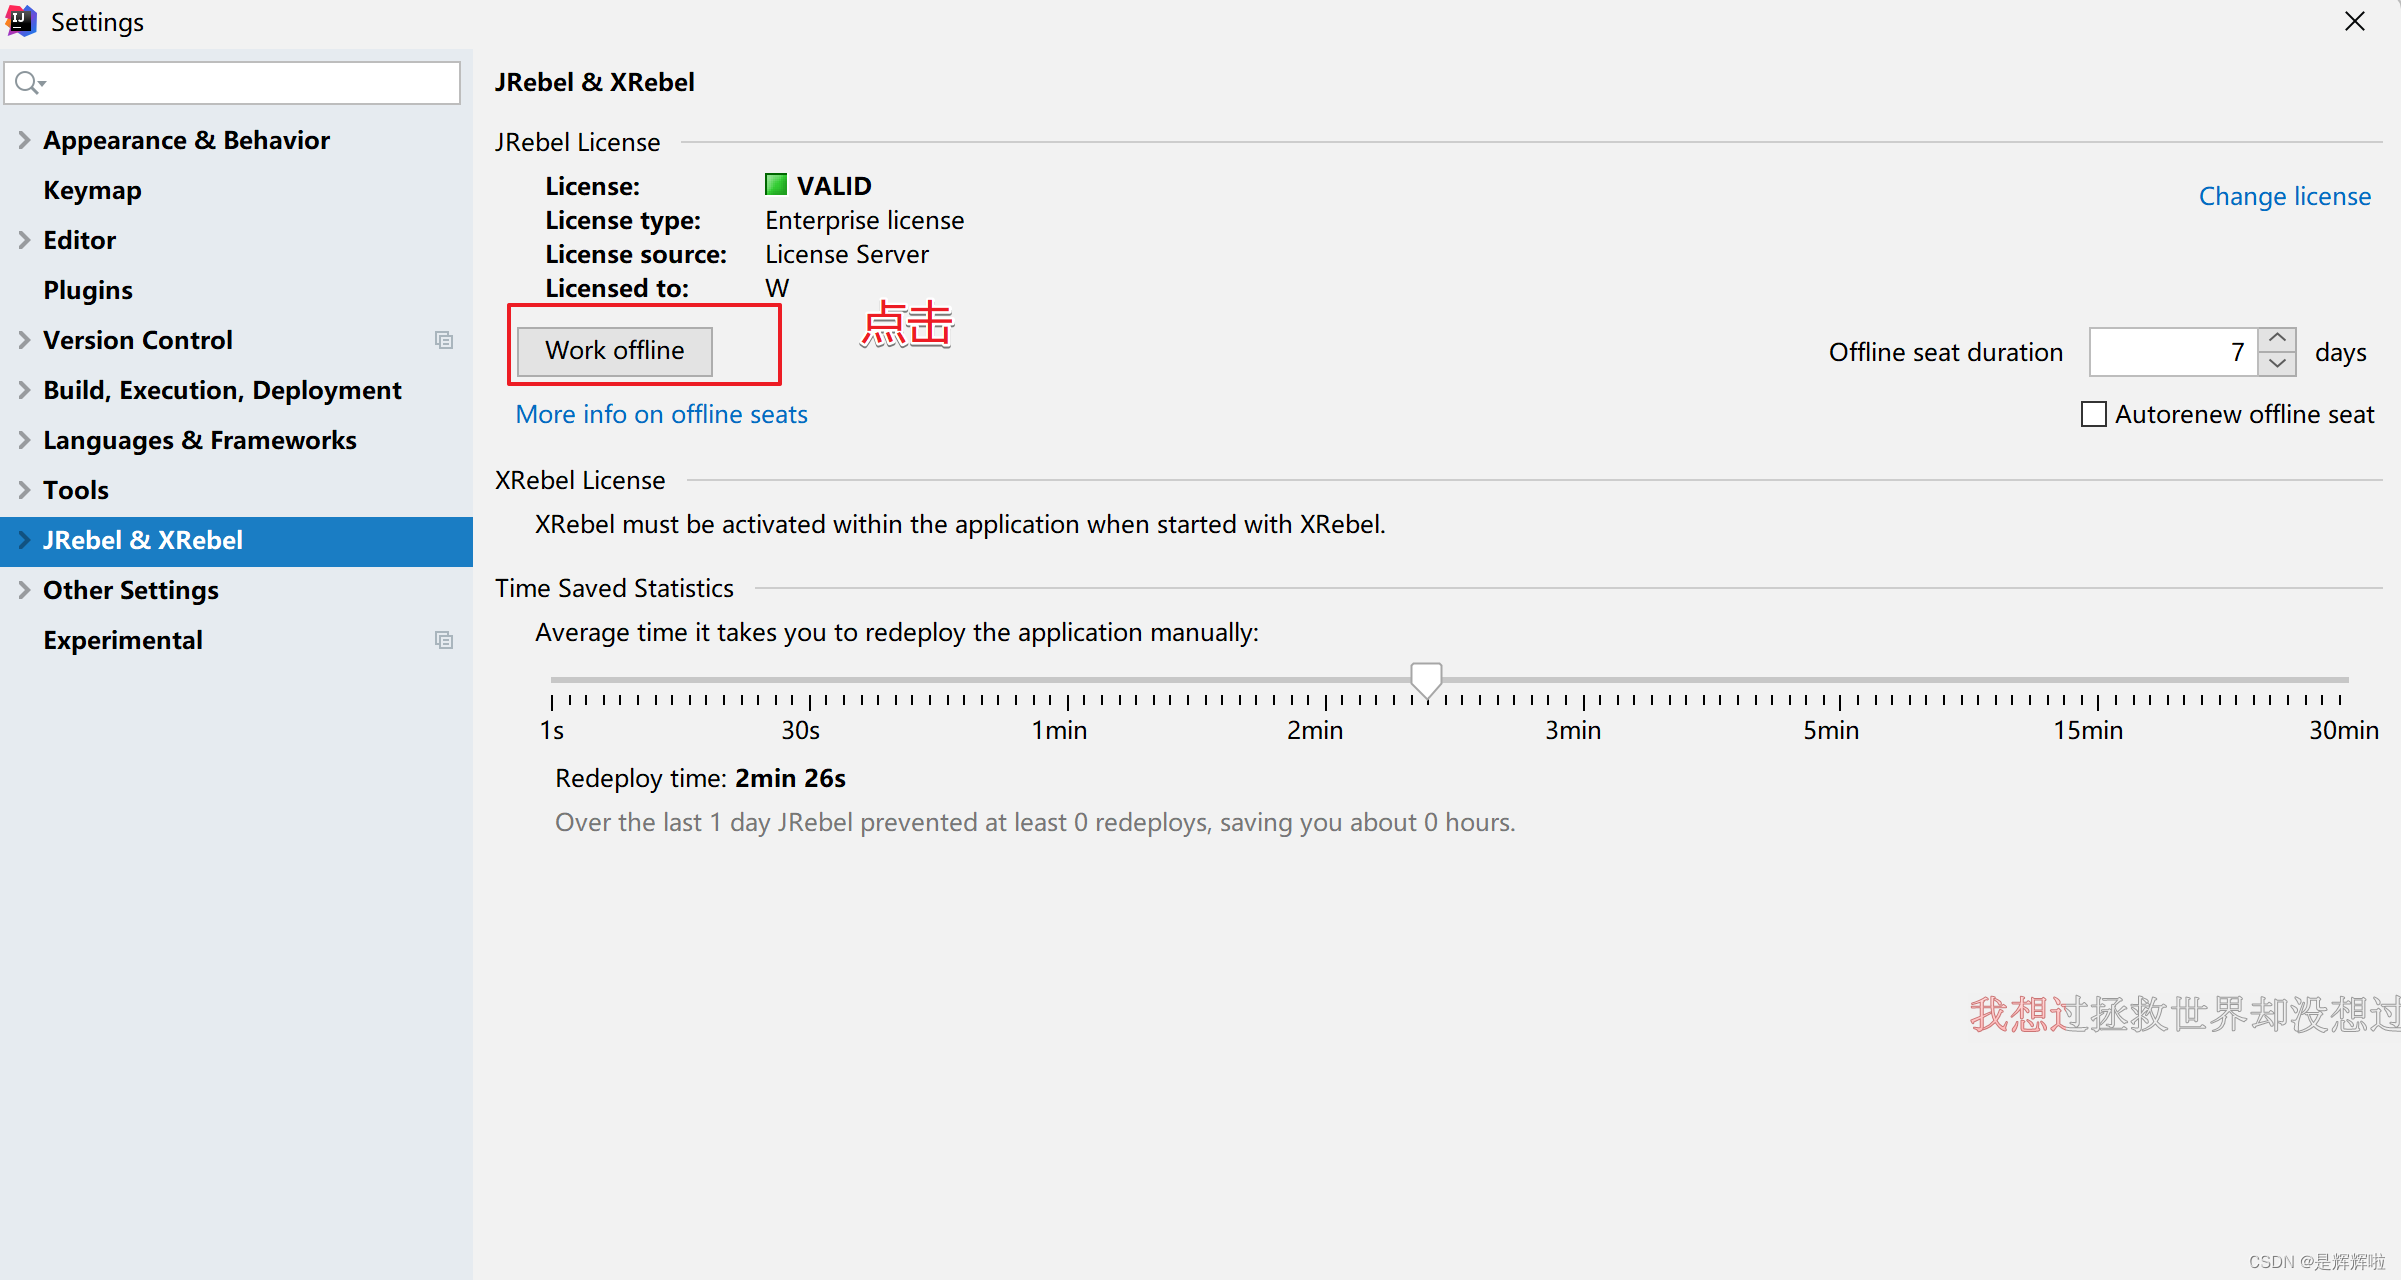 Settings
JRebel & XRebel
Appearance & Behavior
Keymap
Editor
Plugins
Version Control
Build, Execution, Deployment
Languages & Frameworks
Tools
JRebel & XRebel
Other Settings
Experimental
JRebel License
License: VALID
Change license
License type: Enterprise license
License source: License Server
Licensed to: W
点击
Work offline
Offline seat duration 7 days
More info on offline seats
Autorenew offline seat
XRebel License
XRebel must be activated within the application when started with XRebel.
Time Saved Statistics
Average time it takes you to redeploy the application manually:
1s 30s 1min 2min 3min 5min 15min 30min
Redeploy time: 2min 26s
Over the last 1 day JRebel prevented at least 0 redeploys, saving you about 0 hours.
我想过拯救世界却没想过
CSDN @是辉辉啦